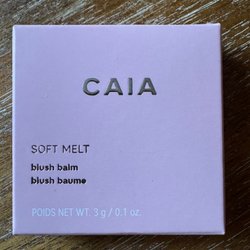 CAIA
SOFT MELT
blush balm
blush baume
POIDS NET WT. 3 g / 0.1 oz.